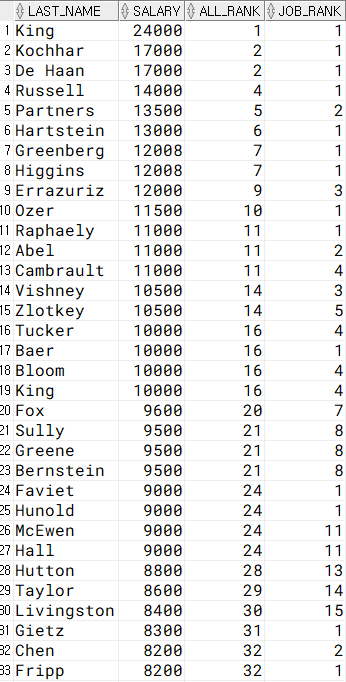 LAST_NAME SALARY ALL_RANK JOB_RANK
1 King 24000 1 1
2 Kochhar 17000 2 1
3 De Haan 17000 2 1
4 Russell 14000 4 1
5 Partners 13500 5 2
6 Hartstein 13000 6 1
7 Greenberg 12008 7 1
8 Higgins 12008 7 1
9 Errazuriz 12000 9 3
10 Ozer 11500 10 1
11 Raphaely 11000 11 1
12 Abel 11000 11 2
13 Cambrault 11000 11 4
14 Vishney 10500 14 3
15 Zlotkey 10500 14 5
16 Tucker 10000 16 4
17 Baer 10000 16 1
18 Bloom 10000 16 4
19 King 10000 16 4
20 Fox 9600 20 7
21 Sully 9500 21 8
22 Greene 9500 21 8
23 Bernstein 9500 21 8
24 Faviet 9000 24 1
25 Hunold 9000 24 1
26 McEwen 9000 24 11
27 Hall 9000 24 11
28 Hutton 8800 28 13
29 Taylor 8600 29 14
30 Livingston 8400 30 15
31 Gietz 8300 31 1
32 Chen 8200 32 2
33 Fripp 8200 32 1